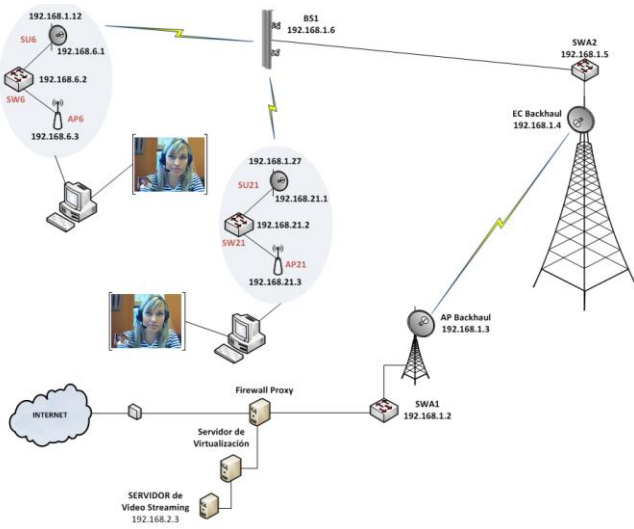 192.168.1.12
SU6
192.168.6.1
192.168.6.2
SW6
AP6
192.168.6.3
BS1
192.168.1.6
SWA2
192.168.1.5
EC Backhaul
192.168.1.4
192.168.1.27
SU21
192.168.21.1
192.168.21.2
SW21
AP21
192.168.21.3
AP Backhaul
192.168.1.3
Firewall Proxy
INTERNET
SWA1
192.168.1.2
Servidor de
Virtualización
SERVIDOR de
Video Streaming
192.168.2.3